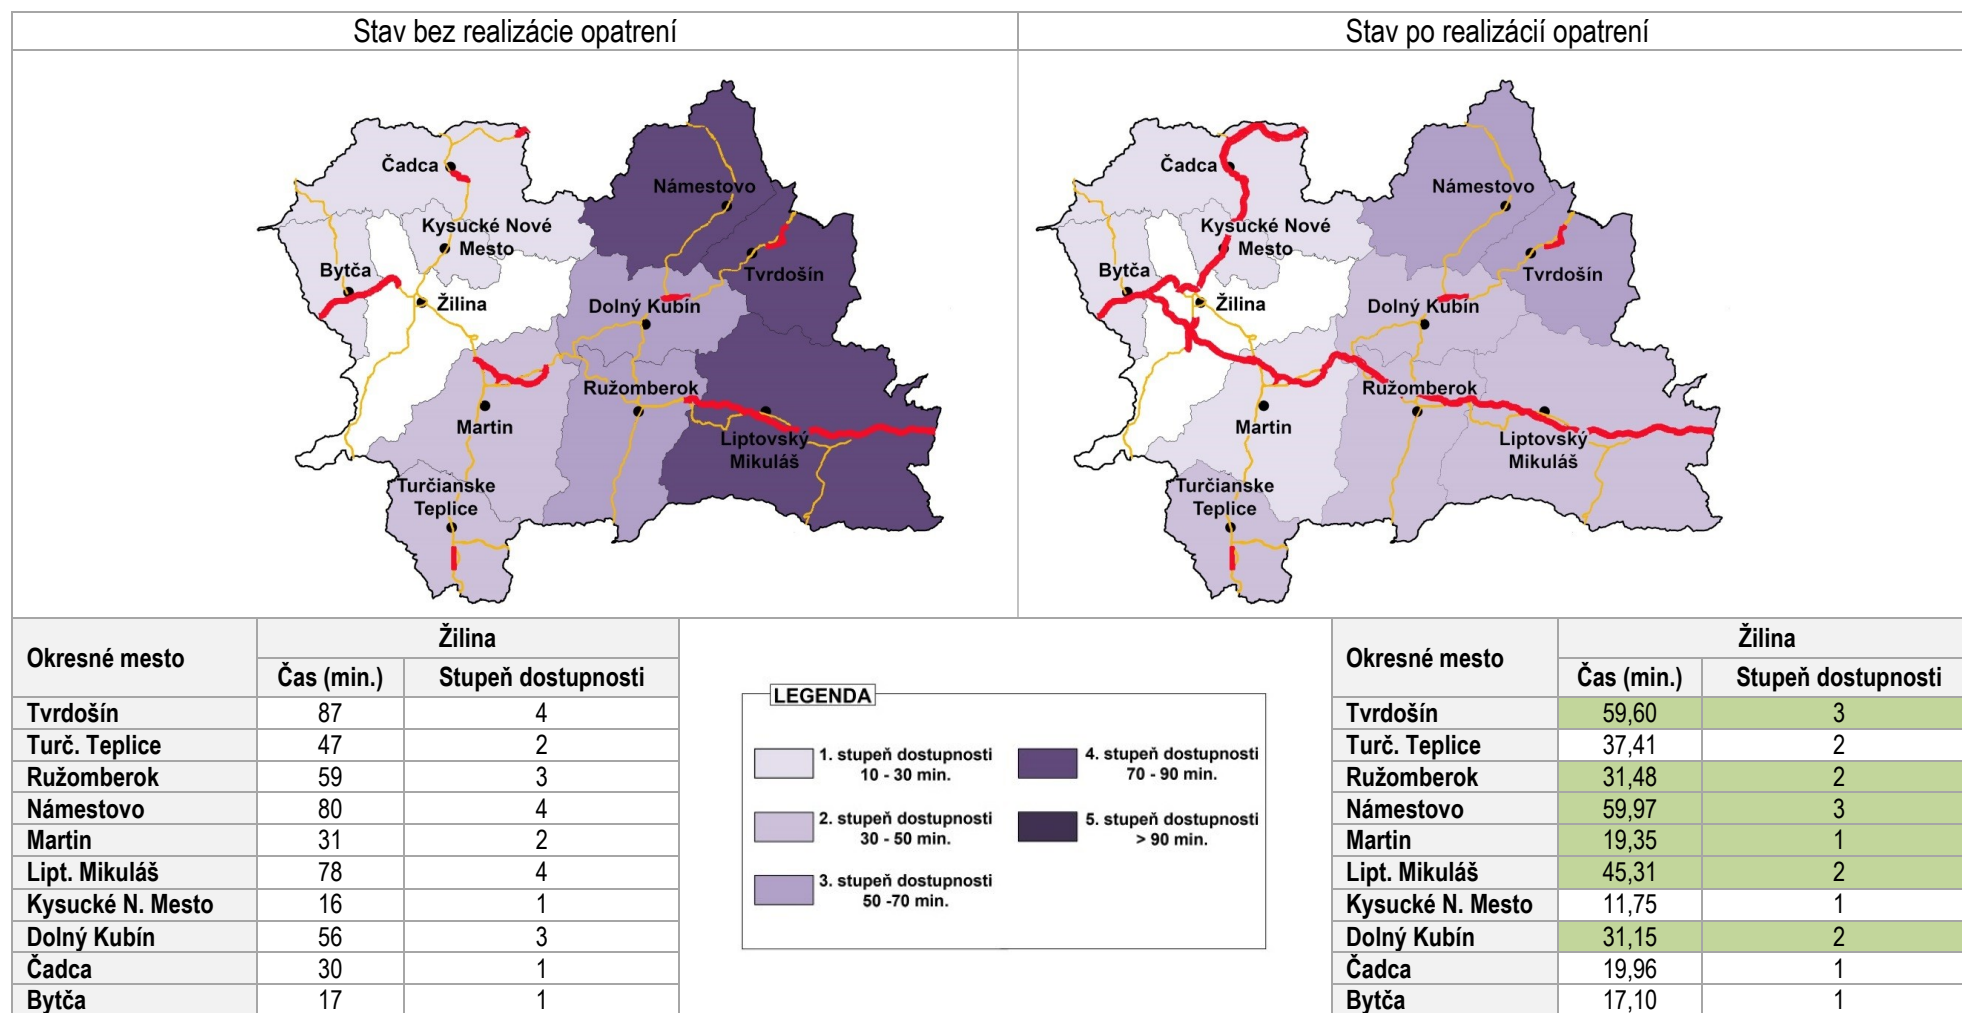 Stav bez realizácie opatrení
Stav po realizácií opatrení
Čadca
Námestovo
Kysucké Nové
Mesto
Bytča
Tvrdošín
Žilina
Dolný Kubín
Ružomberok
Martin
Liptovský
Mikuláš
Turčianske
Teplice
Čadca
Námestovo
Kysucké Nové
Mesto
Bytča
Tvrdošín
Žilina
Dolný Kubín
Ružomberok
Martin
Liptovský
Mikuláš
Turčianske
Teplice
Okresné mesto Žilina
Čas (min.) Stupeň dostupnosti
Tvrdošín 87 4
Turč. Teplice 47 2
Ružomberok 59 3
Námestovo 80 4
Martin 31 2
Lipt. Mikuláš 78 4
Kysucké N. Mesto 16 1
Dolný Kubín 56 3
Čadca 30 1
Bytča 17 1
LEGENDA
1. stupeň dostupnosti
10 - 30 min.
2. stupeň dostupnosti
30 - 50 min.
3. stupeň dostupnosti
50 -70 min.
4. stupeň dostupnosti
70 - 90 min.
5. stupeň dostupnosti
> 90 min.
Okresné mesto Žilina
Čas (min.) Stupeň dostupnosti
Tvrdošín 59,60 3
Turč. Teplice 37,41 2
Ružomberok 31,48 2
Námestovo 59,97 3
Martin 19,35 1
Lipt. Mikuláš 45,31 2
Kysucké N. Mesto 11,75 1
Dolný Kubín 31,15 2
Čadca 19,96 1
Bytča 17,10 1